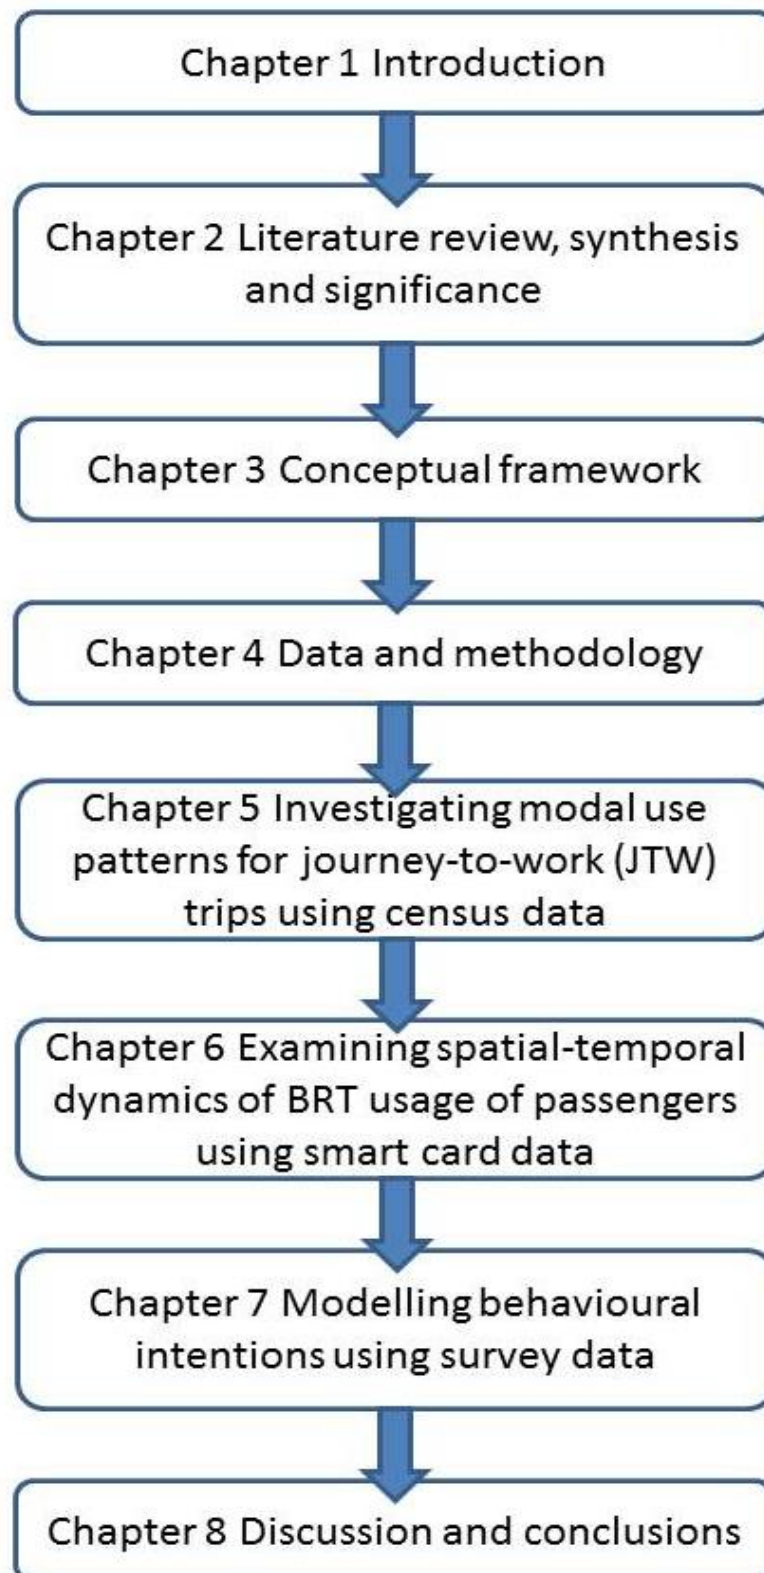 Chapter 1 Introduction
Chapter 2 Literature review, synthesis
and significance
Chapter 3 Conceptual framework
Chapter 4 Data and methodology
Chapter 5 Investigating modal use
patterns for journey-to-work (JTW)
trips using census data
Chapter 6 Examining spatial-temporal
dynamics of BRT usage of passengers
using smart card data
Chapter 7 Modelling behavioural
intentions using survey data
Chapter 8 Discussion and conclusions